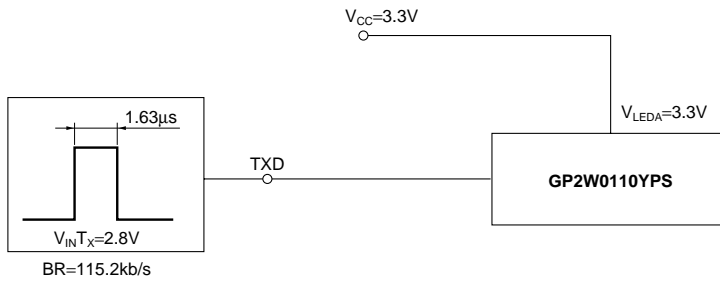 VCC=3.3V
1.63µs
VLEDA=3.3V
TXD
GP2W0110YPS
VINTX=2.8V
BR=115.2kb/s